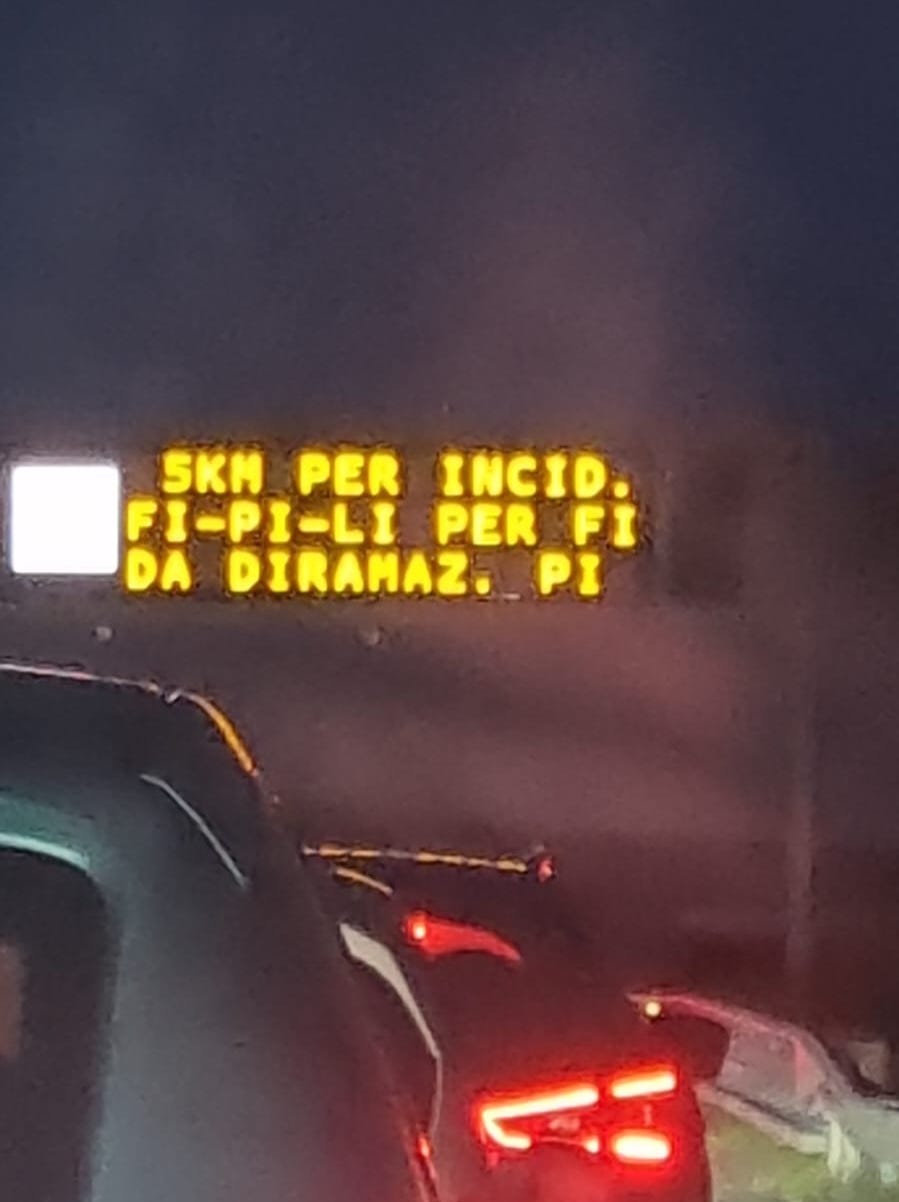 5KM PER INCID.
FI-PI-LI PER FI
DA DIRAMAZ. PI